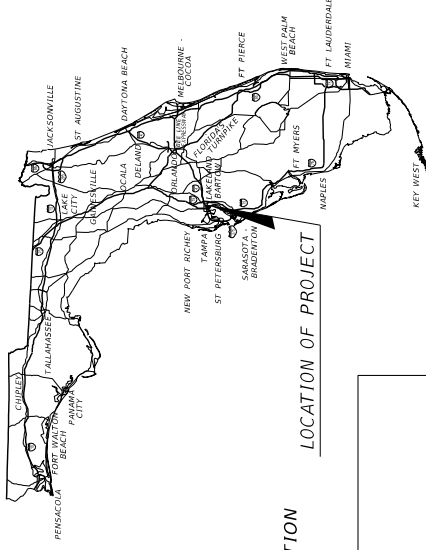 PENSACOLA
FORT WALTON
BEACH
PANAMA
CITY
CHIPLEY
TALLAHASSEE
LAKE
CITY
JACKSONVILLE
ST AUGUSTINE
GAINESVILLE
OCALA
DAYTONA BEACH
DELAND
ORLANDO
MELBOURNE -
COCOA
FLORIDA'S
TURNPIKE
LAKELAND
BARTOW
NEW PORT RICHEY
TAMPA
ST PETERSBURG
SARASOTA -
BRADENTON
FT PIERCE
WEST PALM
BEACH
FT LAUDERDALE
MIAMI
FT MYERS
NAPLES
KEY WEST
LOCATION OF PROJECT
TION